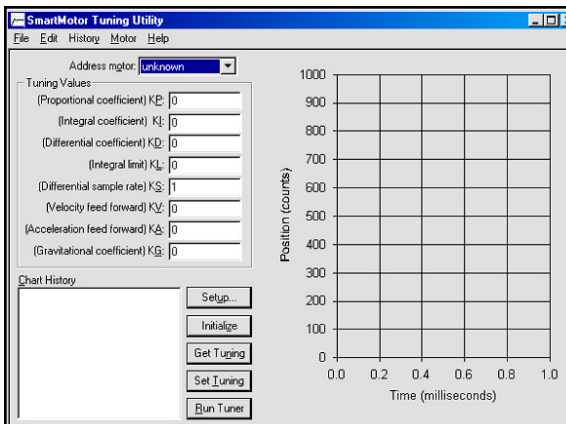 SmartMotor Tuning Utility
File Edit History Motor Help
Address motor: unknown
Tuning Values
(Proportional coefficient) KP: 0
(Integral coefficient) KI: 0
(Differential coefficient) KD: 0
(Integral limit) KL: 0
(Differential sample rate) KS: 1
(Velocity feed forward) KV: 0
(Acceleration feed forward) KA: 0
(Gravitational coefficient) KG: 0
Chart History
Setup...
Initialize
Get Tuning
Set Tuning
Run Tuner
Position (counts)
1000
900
800
700
600
500
400
300
200
100
0
0.0 0.2 0.4 0.6 0.8 1.0
Time (milliseconds)